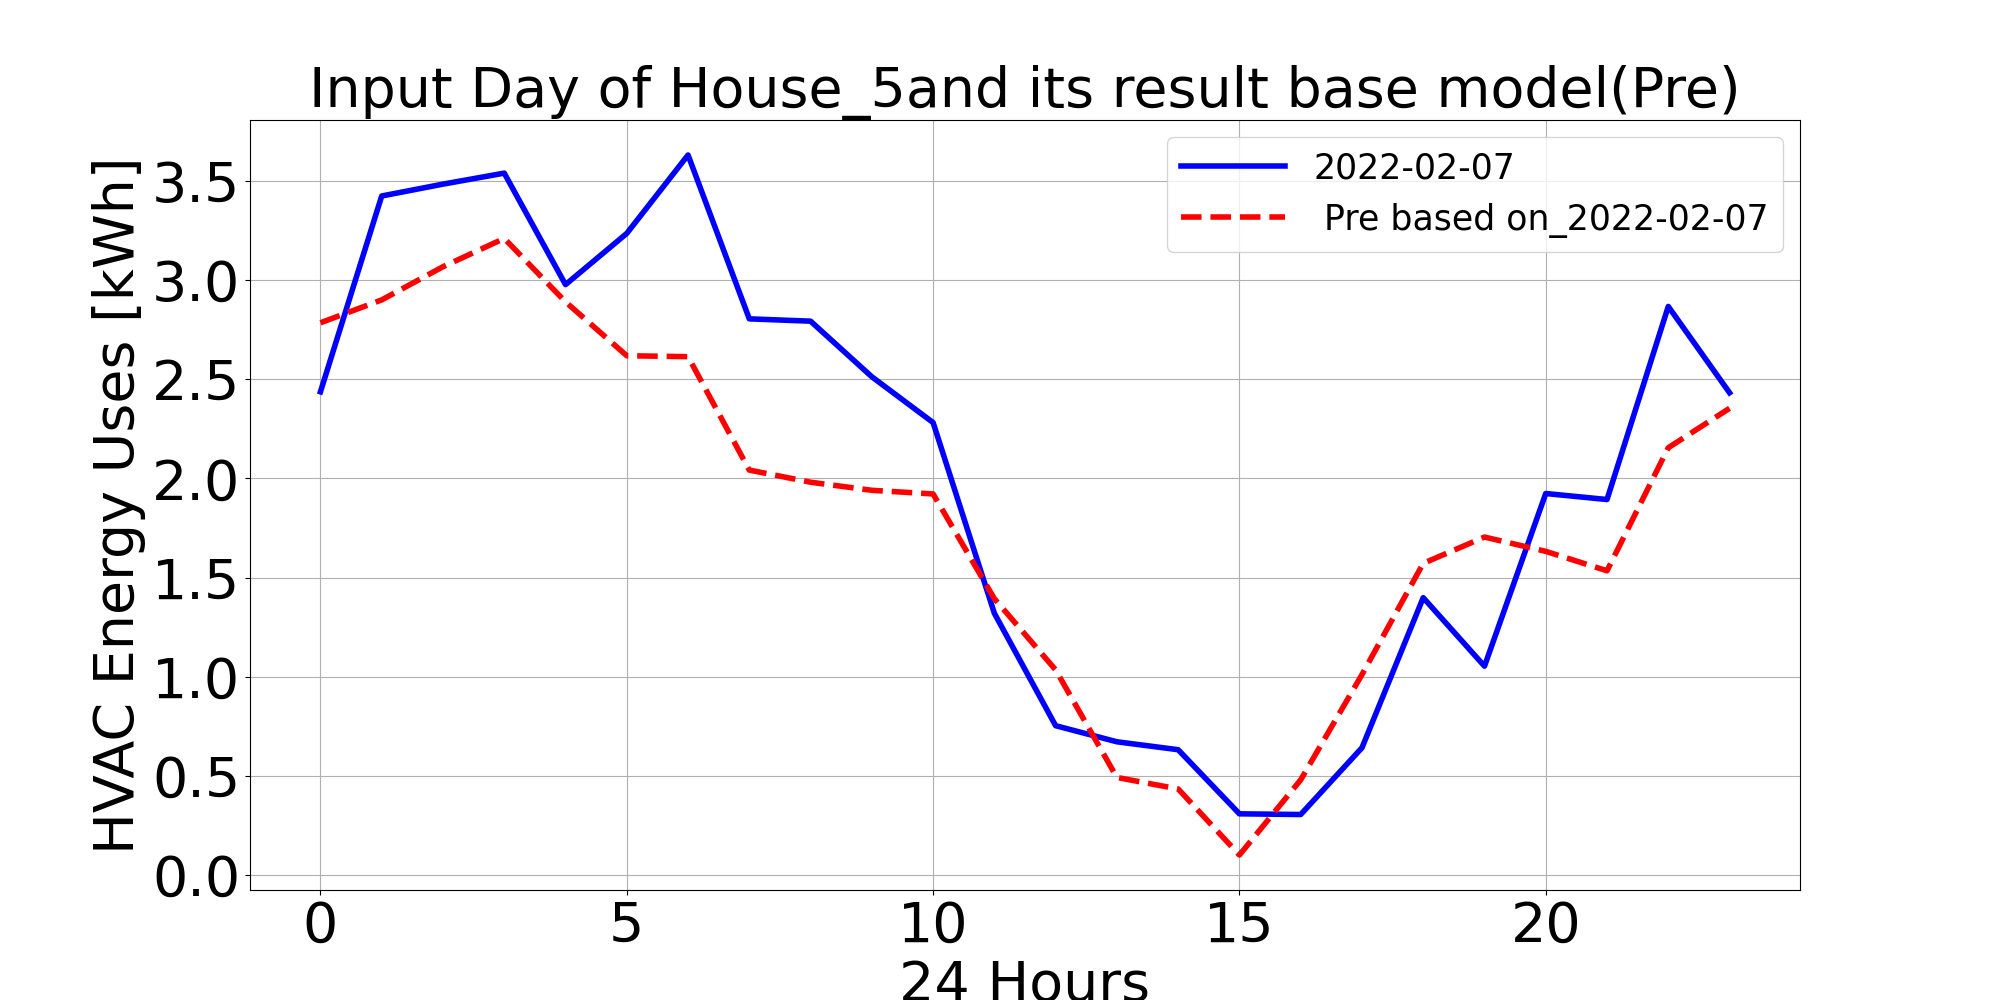 Input Day of House_5and its result base model(Pre)
HVAC Energy Uses [kWh]
3.5
3.0
2.5
2.0
1.5
1.0
0.5
0.0
2022-02-07
Pre based on_2022-02-07
0 5 10 15 20
24 Hours